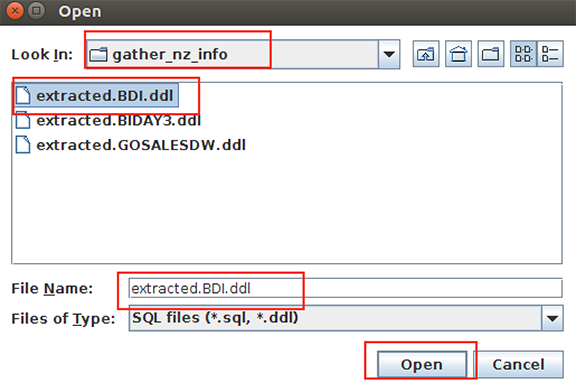 Open
Look In: gather_nz_info
extracted.BDI.ddl
extracted.BIDAY3.ddl
extracted.GOSALESDW.ddl
File Name: extracted.BDI.ddl
Files of Type: SQL files (*.sql, *.ddl)
Open Cancel